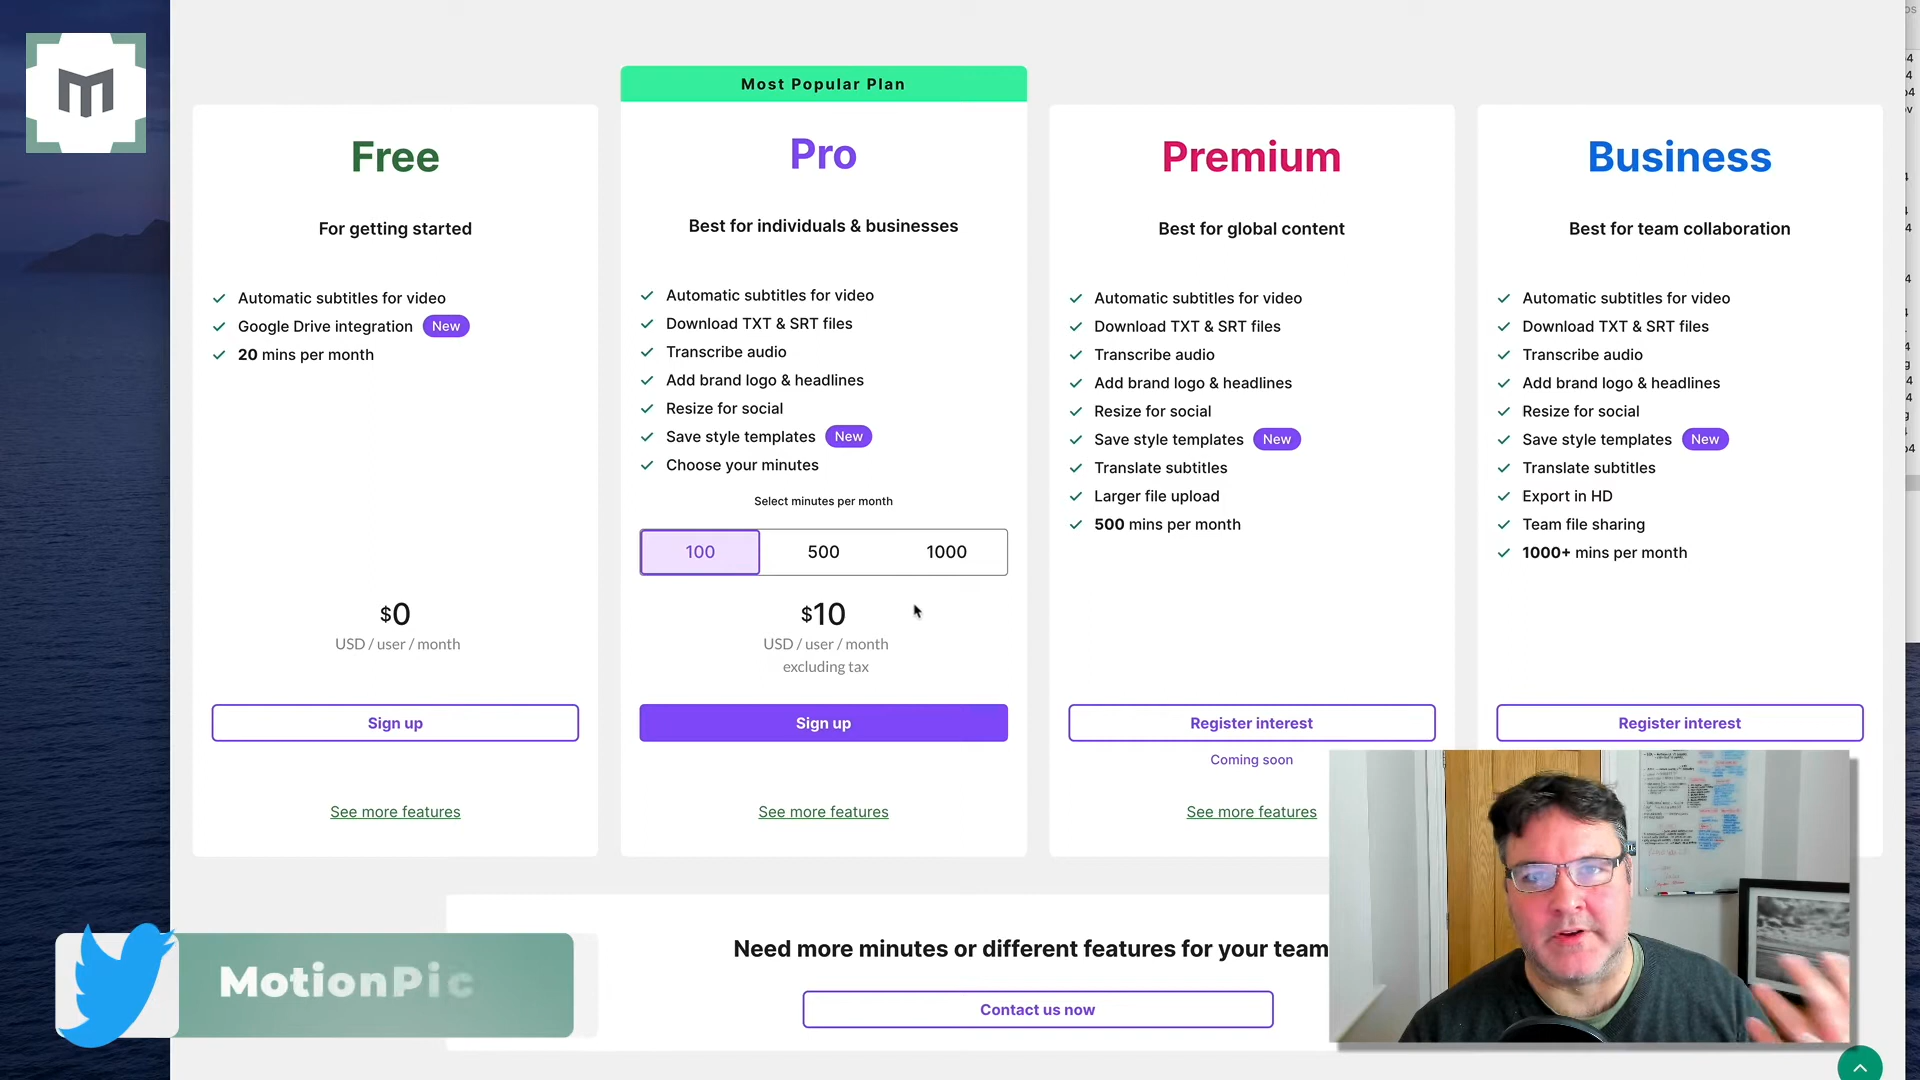 Most Popular Plan
Free
For getting started
Automatic subtitles for video
Google Drive integration New
20 mins per month
$0
USD / user / month
Sign up
See more features
Pro
Best for individuals & businesses
Automatic subtitles for video
Download TXT & SRT files
Transcribe audio
Add brand logo & headlines
Resize for social
Save style templates New
Choose your minutes
Select minutes per month
100 500 1000
$10
USD / user / month
excluding tax
Sign up
See more features
Premium
Best for global content
Automatic subtitles for video
Download TXT & SRT files
Transcribe audio
Add brand logo & headlines
Resize for social
Save style templates New
Translate subtitles
Larger file upload
500 mins per month
Register interest
Coming soon
See more features
Business
Best for team collaboration
Automatic subtitles for video
Download TXT & SRT files
Transcribe audio
Add brand logo & headlines
Resize for social
Save style templates New
Translate subtitles
Export in HD
Team file sharing
1000+ mins per month
Register interest
Need more minutes or different features for your team
Contact us now
MotionPic